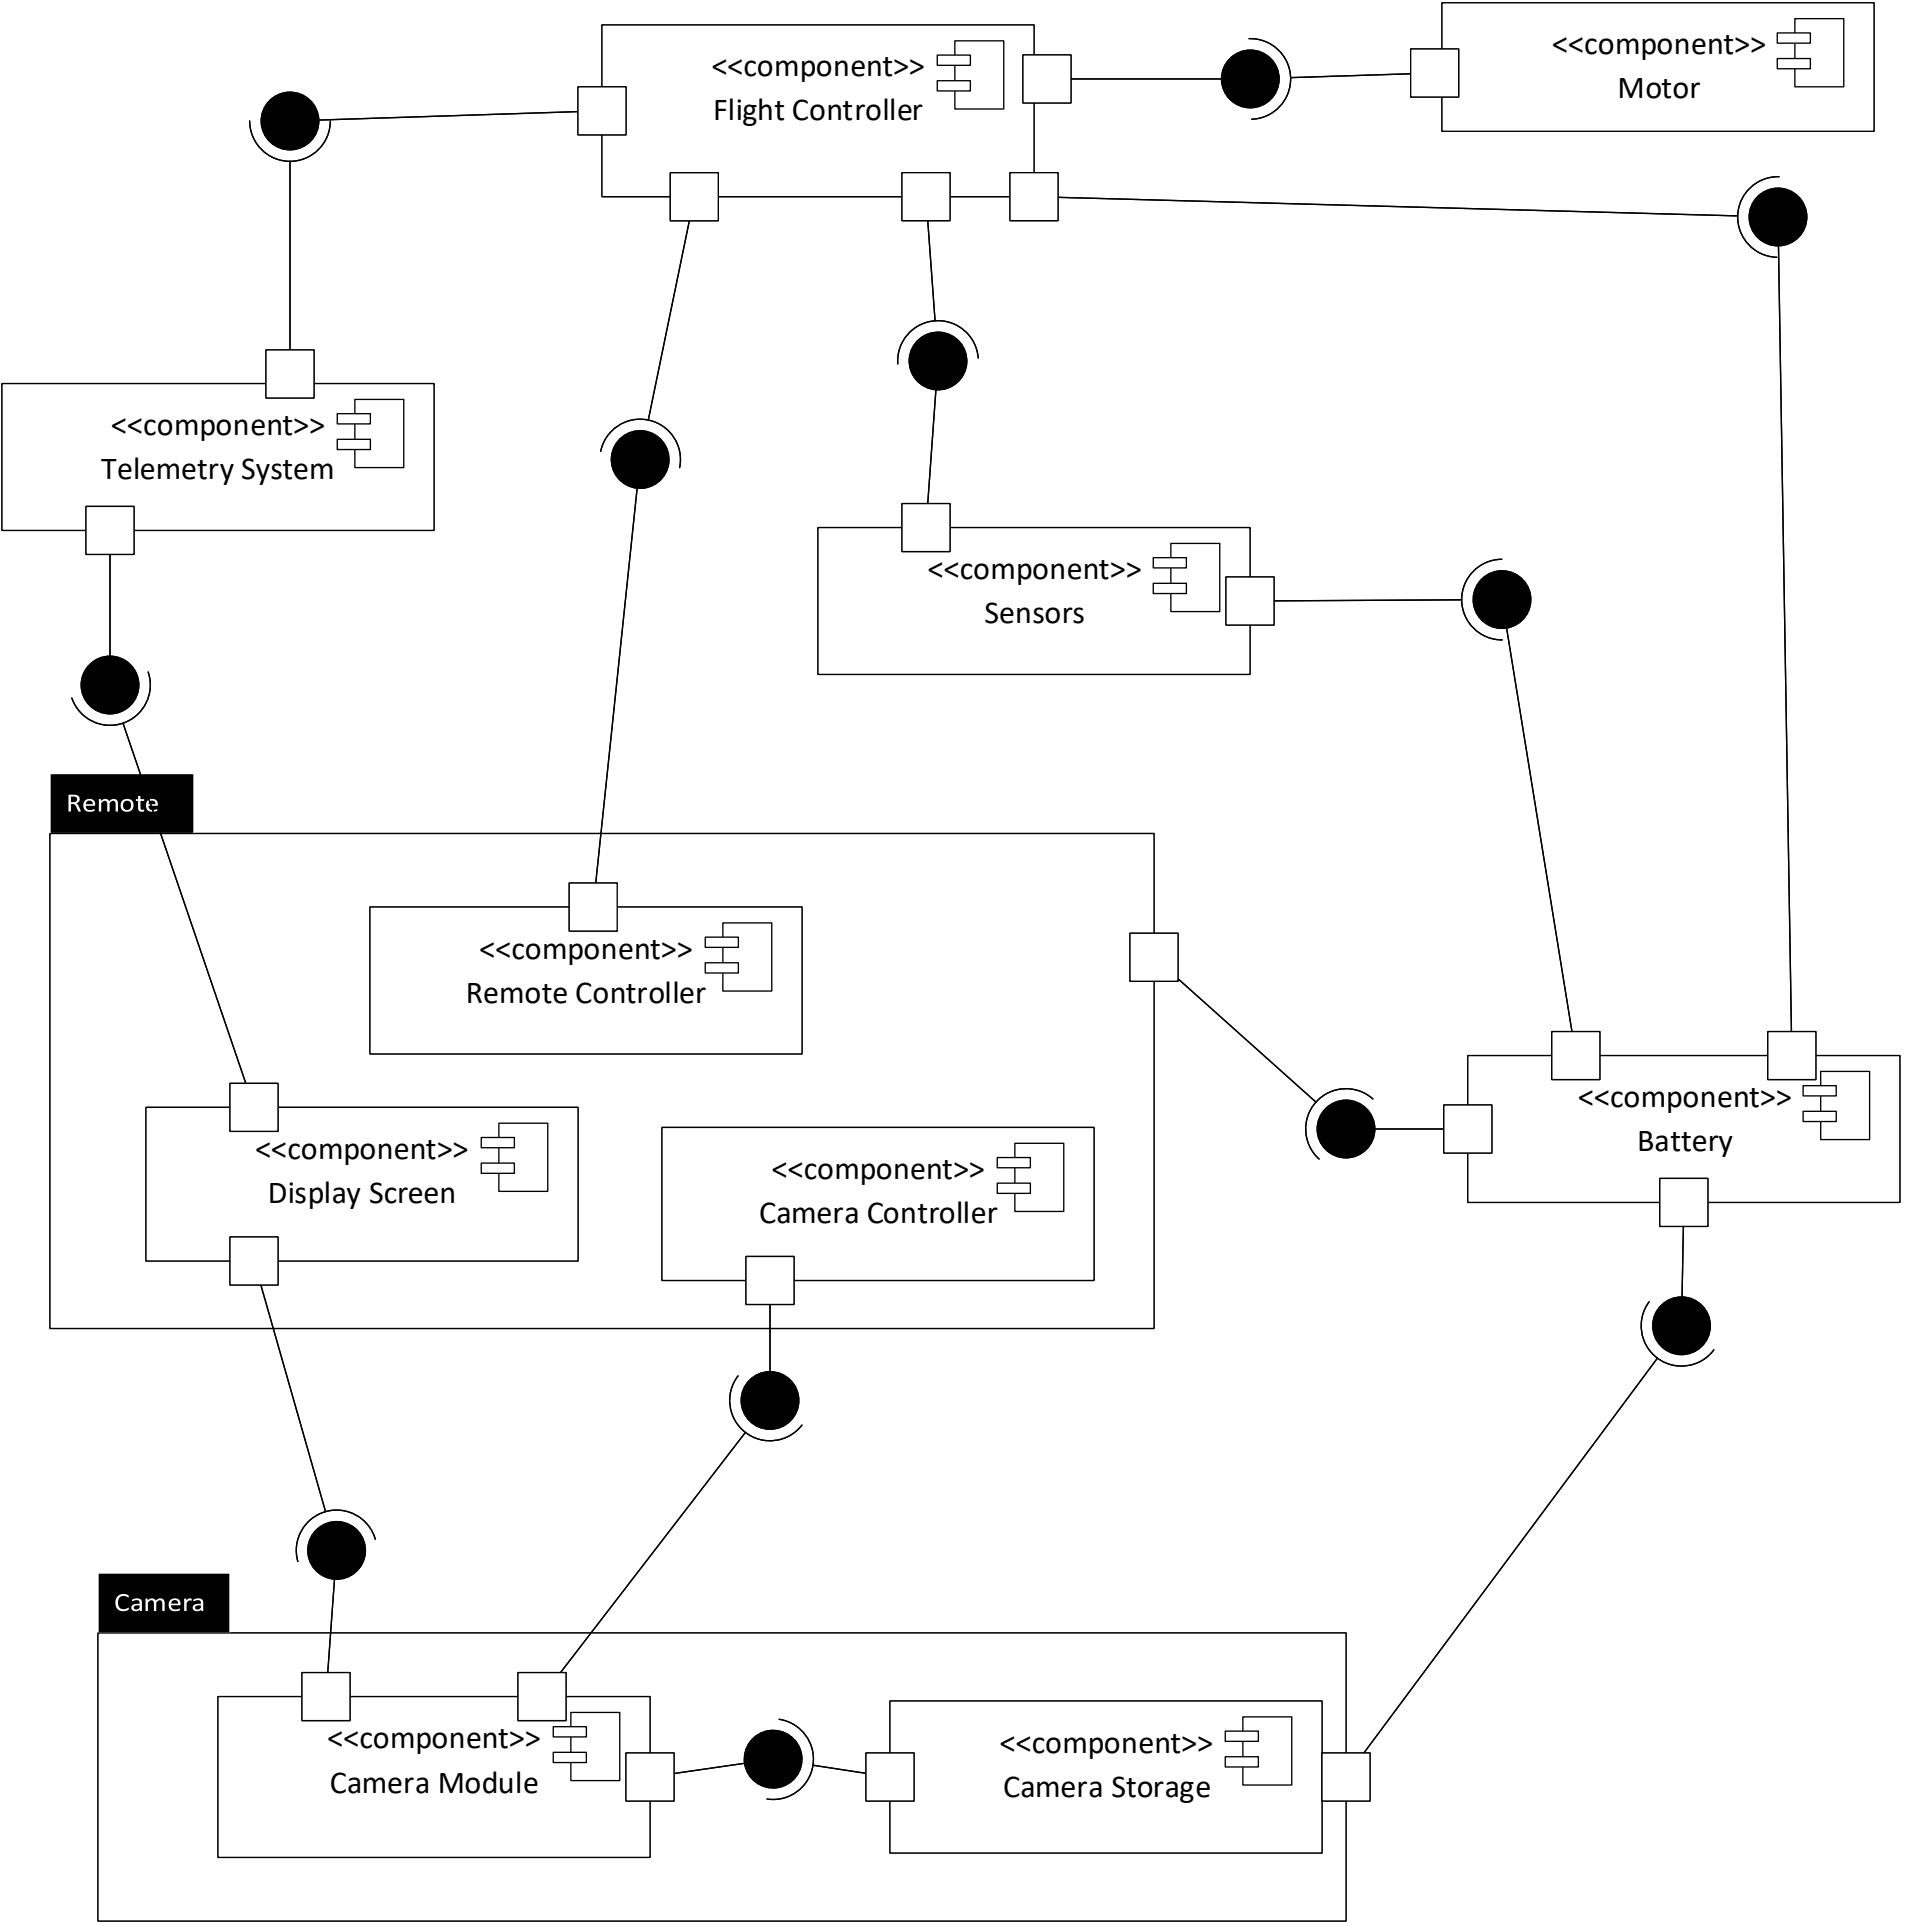 <<component>>
Flight Controller
<<component>>
Motor
<<component>>
Telemetry System
<<component>>
Sensors
Remote
<<component>>
Remote Controller
<<component>>
Battery
<<component>>
Display Screen
<<component>>
Camera Controller
Camera
<<component>>
Camera Module
<<component>>
Camera Storage